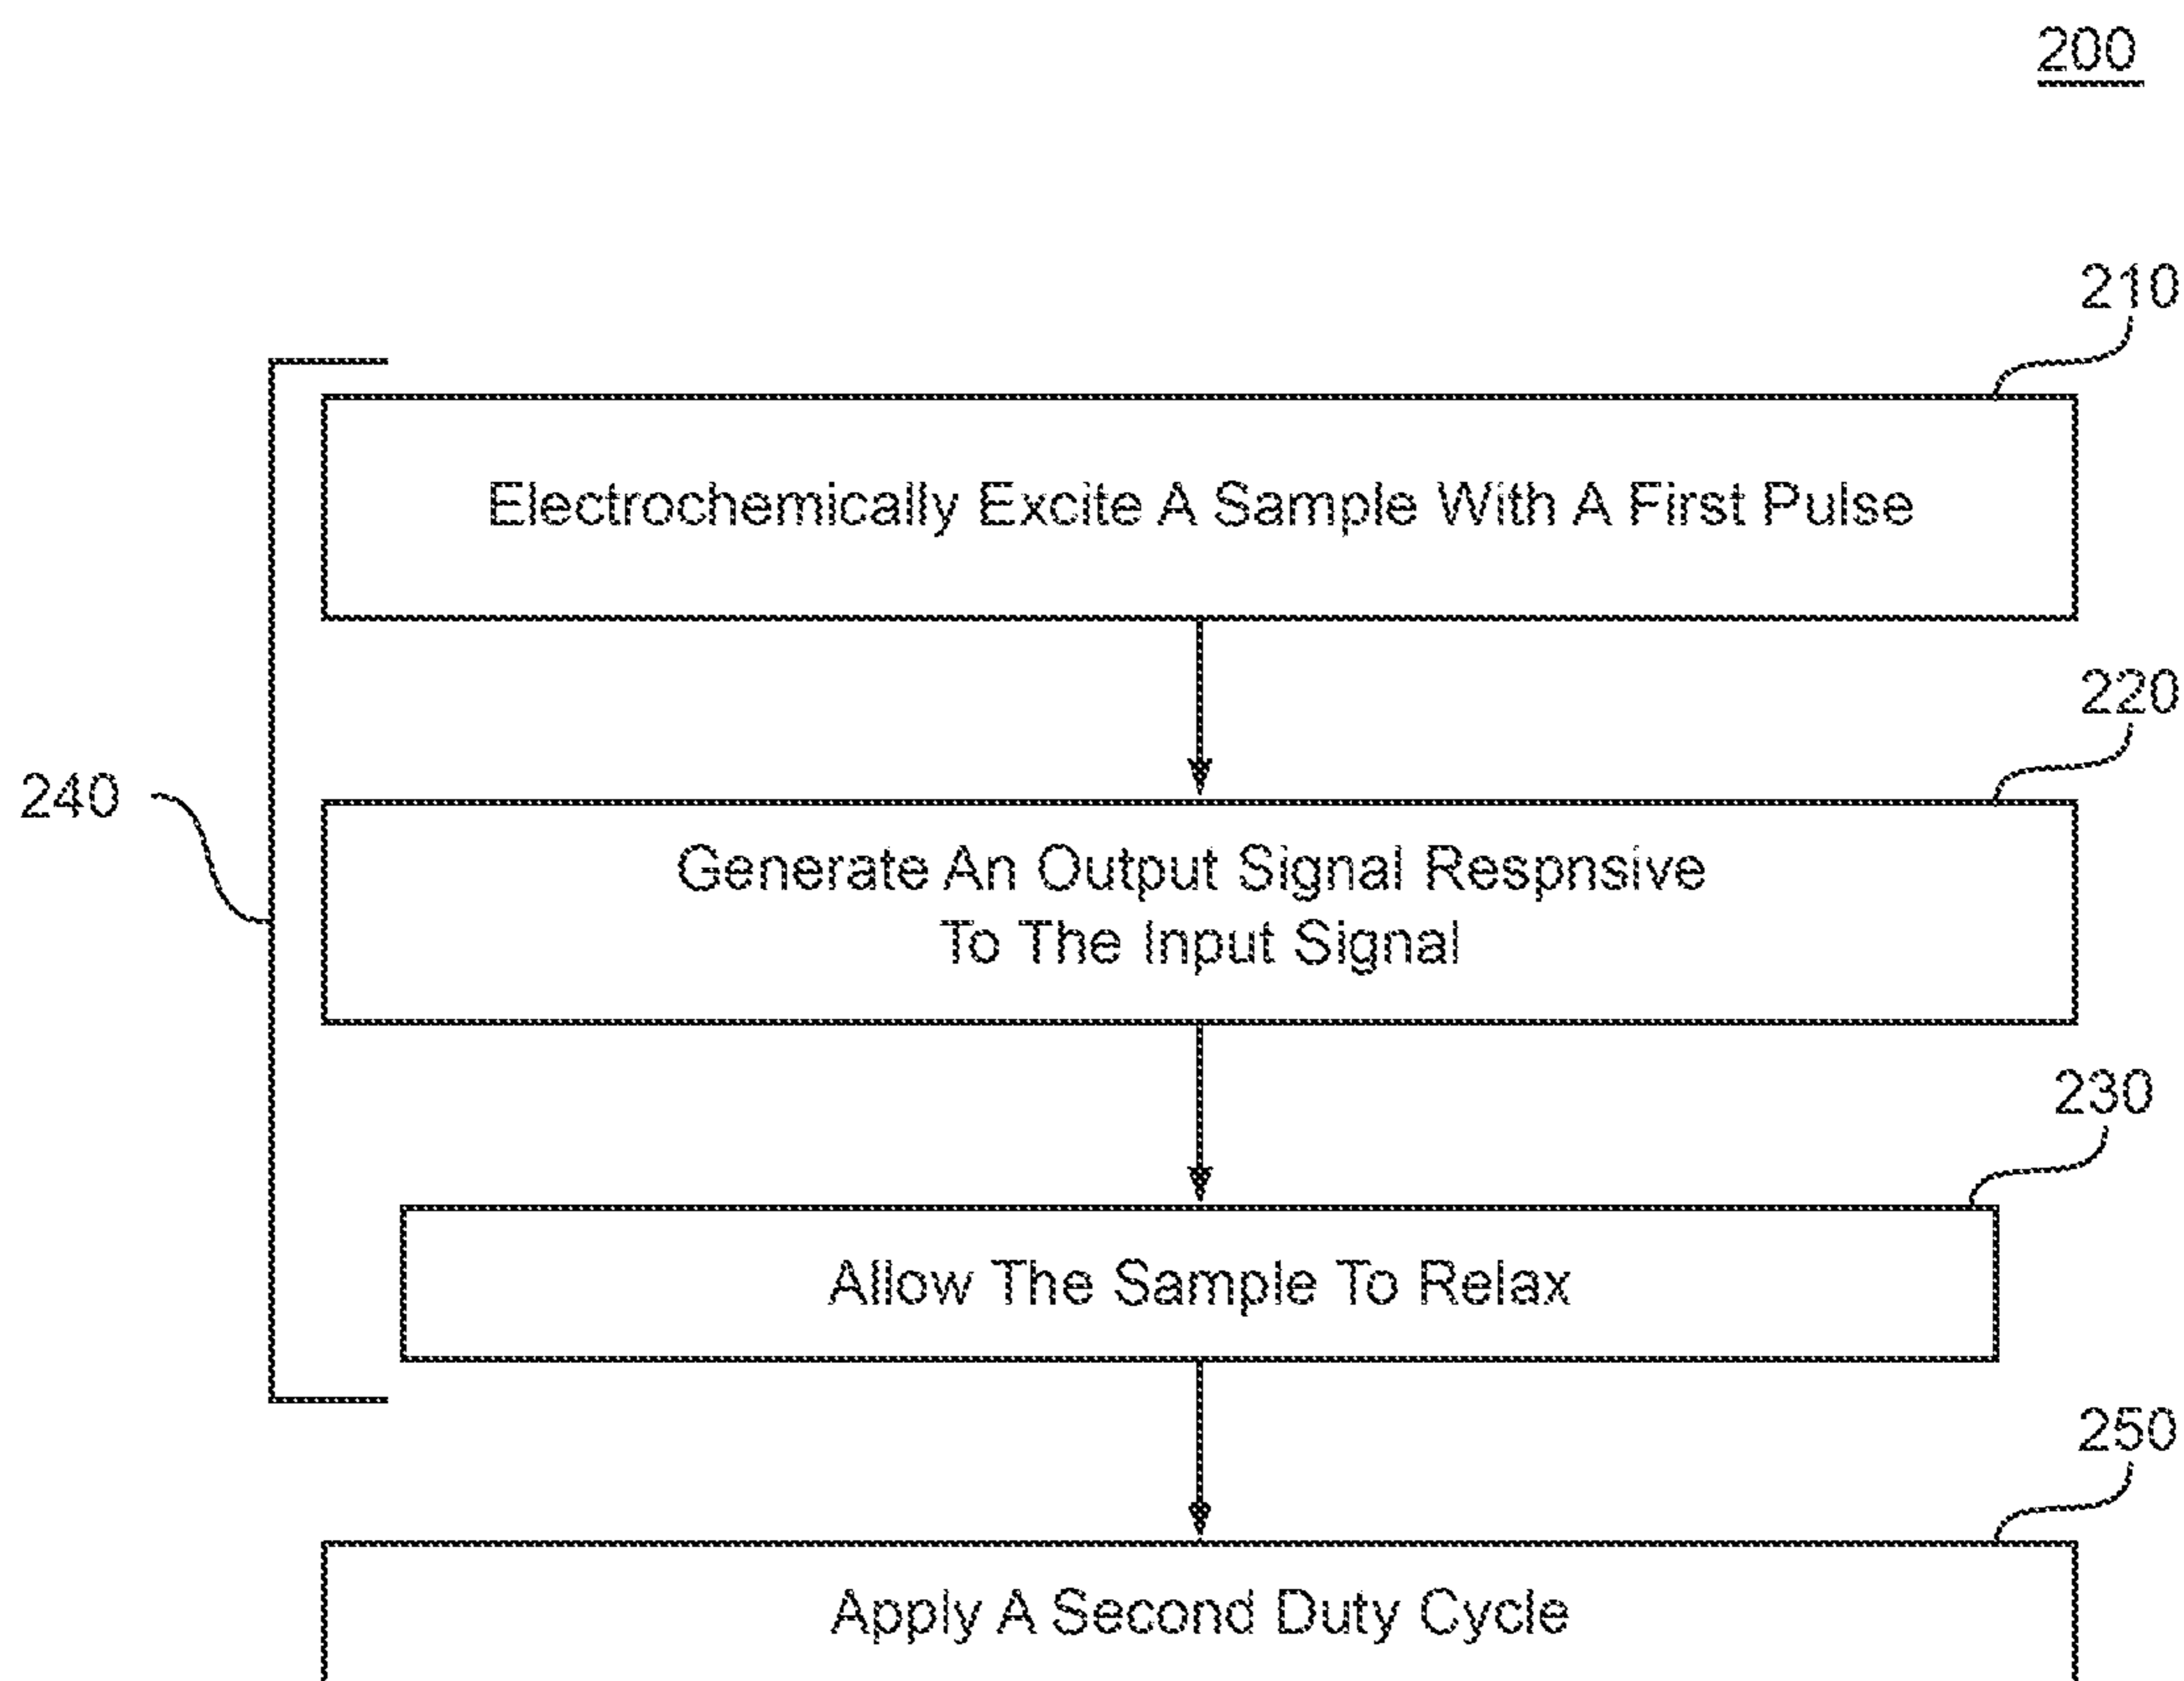 200
210
Electrochemically Excite A Sample With A First Pulse
220
240
Generate An Output Signal Respnsive
To The Input Signal
230
Allow The Sample To Relax
250
Apply A Second Duty Cycle